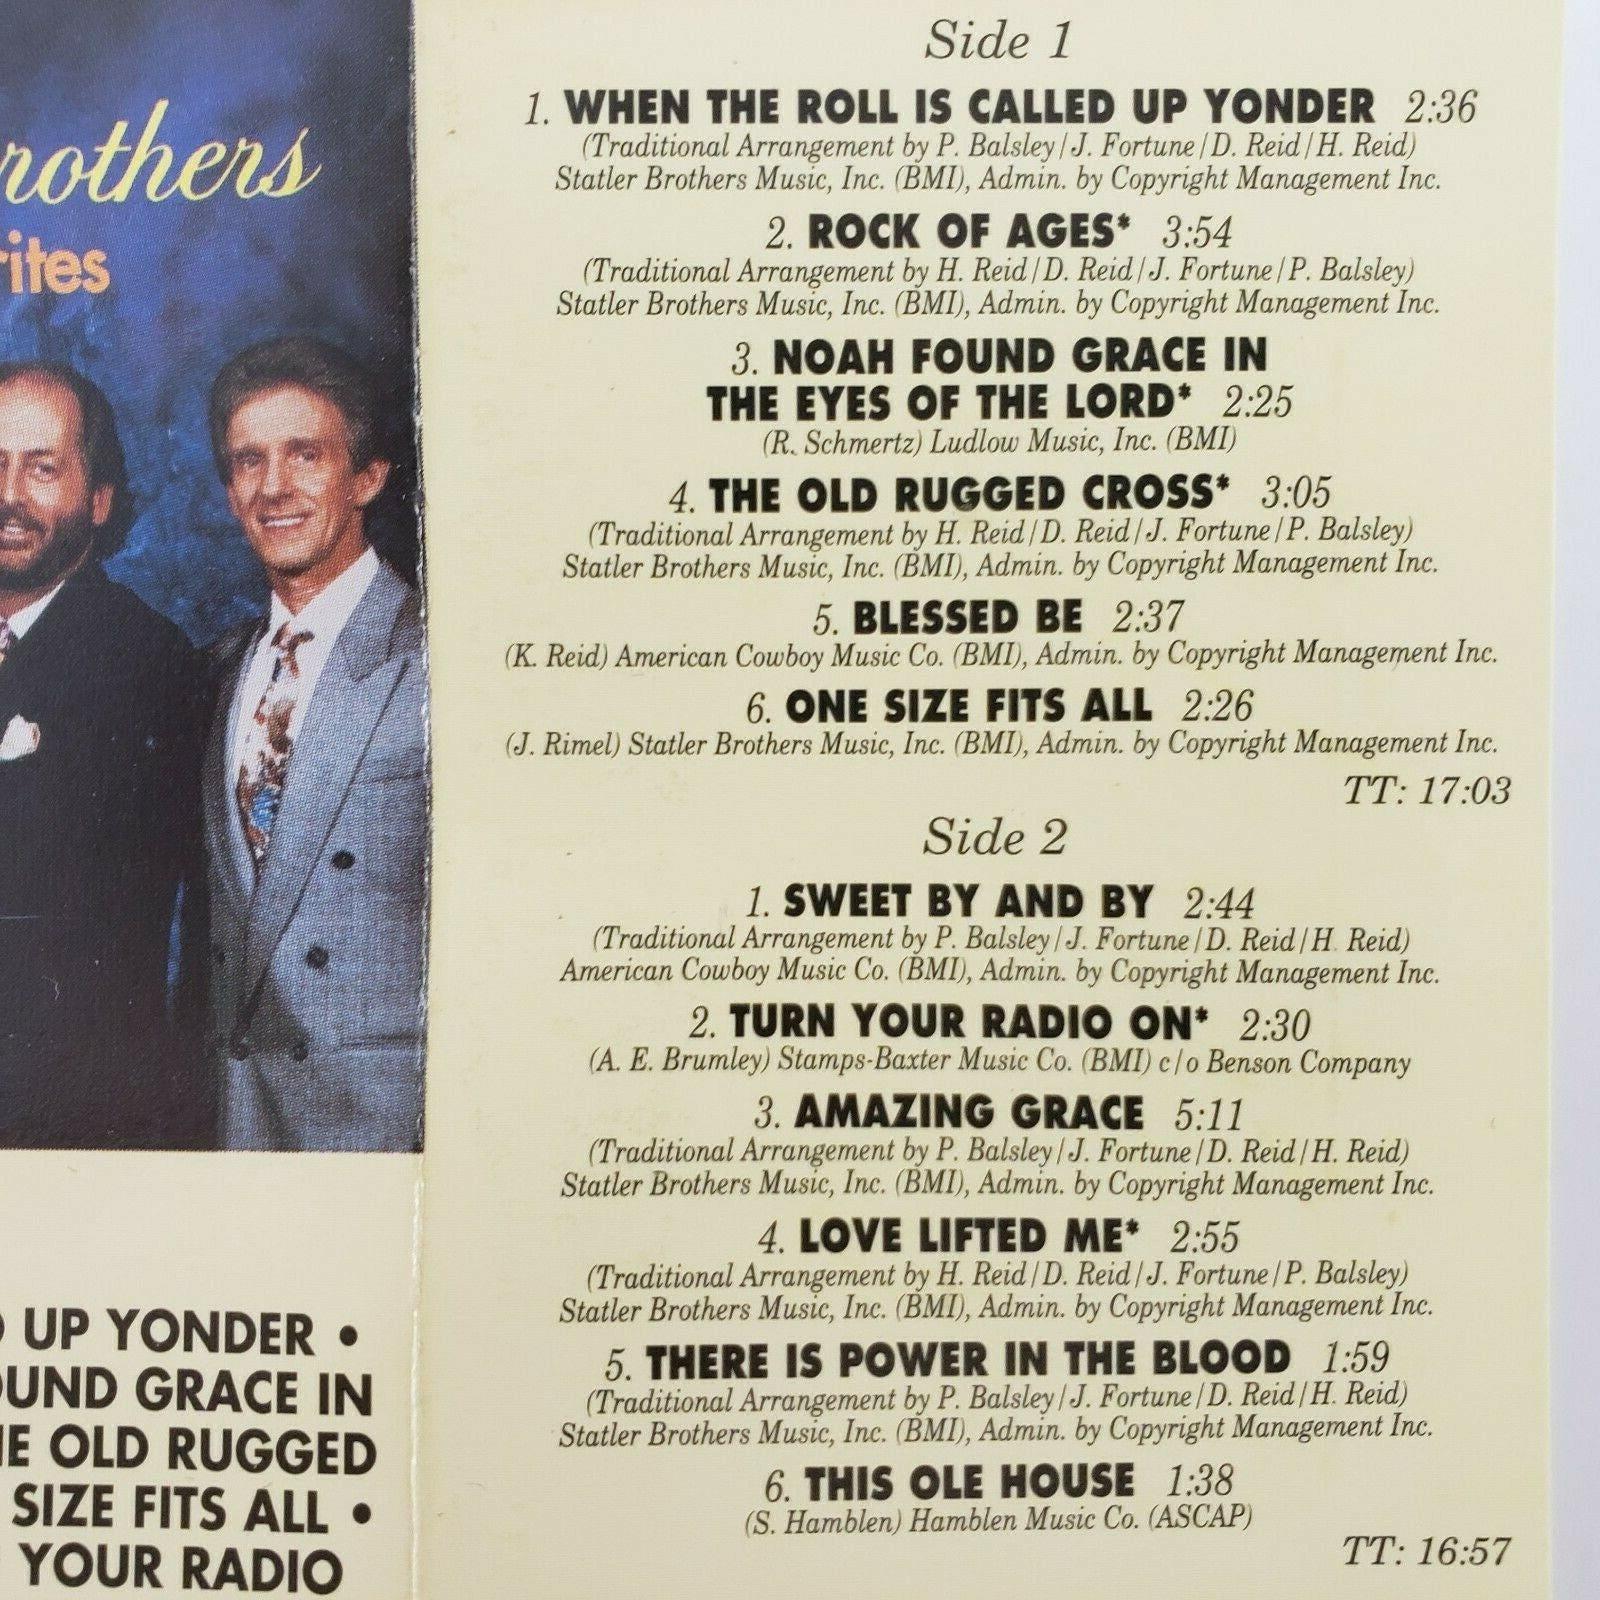 rothers
rites
UP YONDER •
OUND GRACE IN
HE OLD RUGGED
SIZE FITS ALL •
YOUR RADIO
Side 1
1. WHEN THE ROLL IS CALLED UP YONDER 2:36
(Traditional Arrangement by P. Balsley/J. Fortune/D. Reid/H. Reid)
Statler Brothers Music, Inc. (BMI), Admin. by Copyright Management Inc.
2. ROCK OF AGES* 3:54
(Traditional Arrangement by H. Reid/D. Reid/J. Fortune/P. Balsley)
Statler Brothers Music, Inc. (BMI), Admin. by Copyright Management Inc.
3. NOAH FOUND GRACE IN
THE EYES OF THE LORD* 2:25
(R. Schmertz) Ludlow Music, Inc. (BMI)
4. THE OLD RUGGED CROSS* 3:05
(Traditional Arrangement by H. Reid/D. Reid/J. Fortune/P. Balsley)
Statler Brothers Music, Inc. (BMI), Admin. by Copyright Management Inc.
5. BLESSED BE 2:37
(K. Reid) American Cowboy Music Co. (BMI), Admin. by Copyright Management Inc.
6. ONE SIZE FITS ALL 2:26
(J. Rimel) Statler Brothers Music, Inc. (BMI), Admin. by Copyright Management Inc.
TT: 17:03
Side 2
1. SWEET BY AND BY 2:44
(Traditional Arrangement by P. Balsley/J. Fortune/D. Reid/H. Reid)
American Cowboy Music Co. (BMI), Admin. by Copyright Management Inc.
2. TURN YOUR RADIO ON* 2:30
(A. E. Brumley) Stamps-Baxter Music Co. (BMI) c/o Benson Company
3. AMAZING GRACE 5:11
(Traditional Arrangement by P. Balsley/J. Fortune/D. Reid/H. Reid)
Statler Brothers Music, Inc. (BMI), Admin. by Copyright Management Inc.
4. LOVE LIFTED ME* 2:55
(Traditional Arrangement by H. Reid/D. Reid/J. Fortune/P. Balsley)
Statler Brothers Music, Inc. (BMI), Admin. by Copyright Management Inc.
5. THERE IS POWER IN THE BLOOD 1:59
(Traditional Arrangement by P. Balsley/J. Fortune/D. Reid/H. Reid)
Statler Brothers Music, Inc. (BMI), Admin. by Copyright Management Inc.
6. THIS OLE HOUSE 1:38
(S. Hamblen) Hamblen Music Co. (ASCAP)
TT: 16:57